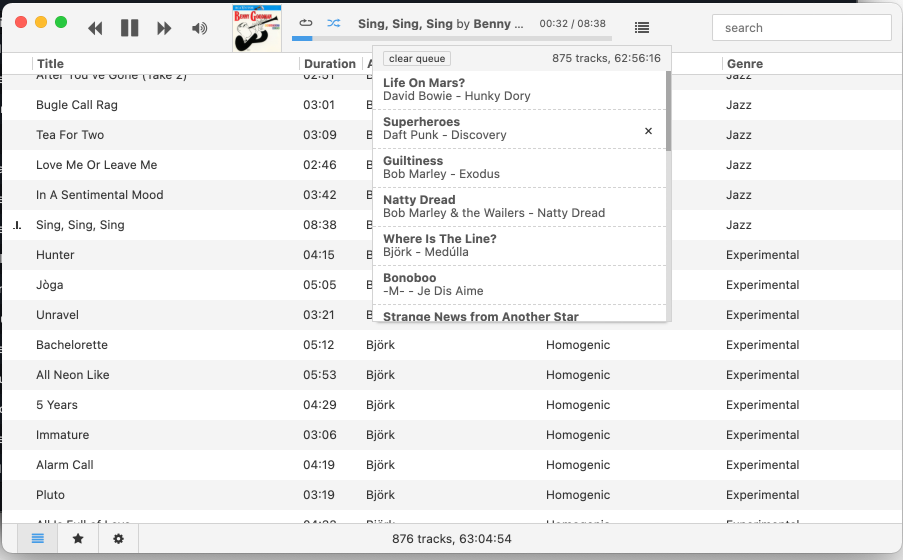 BENNY GOODMAN
Sing, Sing, Sing by Benny ... 00:32 / 08:38
search
clear queue 875 tracks, 62:56:16
Life On Mars?
David Bowie - Hunky Dory
Superheroes
Daft Punk - Discovery
Guiltiness
Bob Marley - Exodus
Natty Dread
Bob Marley & the Wailers - Natty Dread
Where Is The Line?
Björk - Medúlla
Bonoboo
-M- - Je Dis Aime
Strange News from Another Star
Title Duration A Genre
After You've Gone (Take 2) 02:51 Jazz
Bugle Call Rag 03:01 B Jazz
Tea For Two 03:09 B Jazz
Love Me Or Leave Me 02:46 B Jazz
In A Sentimental Mood 03:42 B Jazz
Sing, Sing, Sing 08:38 B Jazz
Hunter 04:15 B Experimental
Jòga 05:05 B Experimental
Unravel 03:21 B Experimental
Bachelorette 05:12 Björk Homogenic Experimental
All Neon Like 05:53 Björk Homogenic Experimental
5 Years 04:29 Björk Homogenic Experimental
Immature 03:06 Björk Homogenic Experimental
Alarm Call 04:19 Björk Homogenic Experimental
Pluto 03:19 Björk Homogenic Experimental
All Is Full of Love Björk Homogenic Experimental
876 tracks, 63:04:54